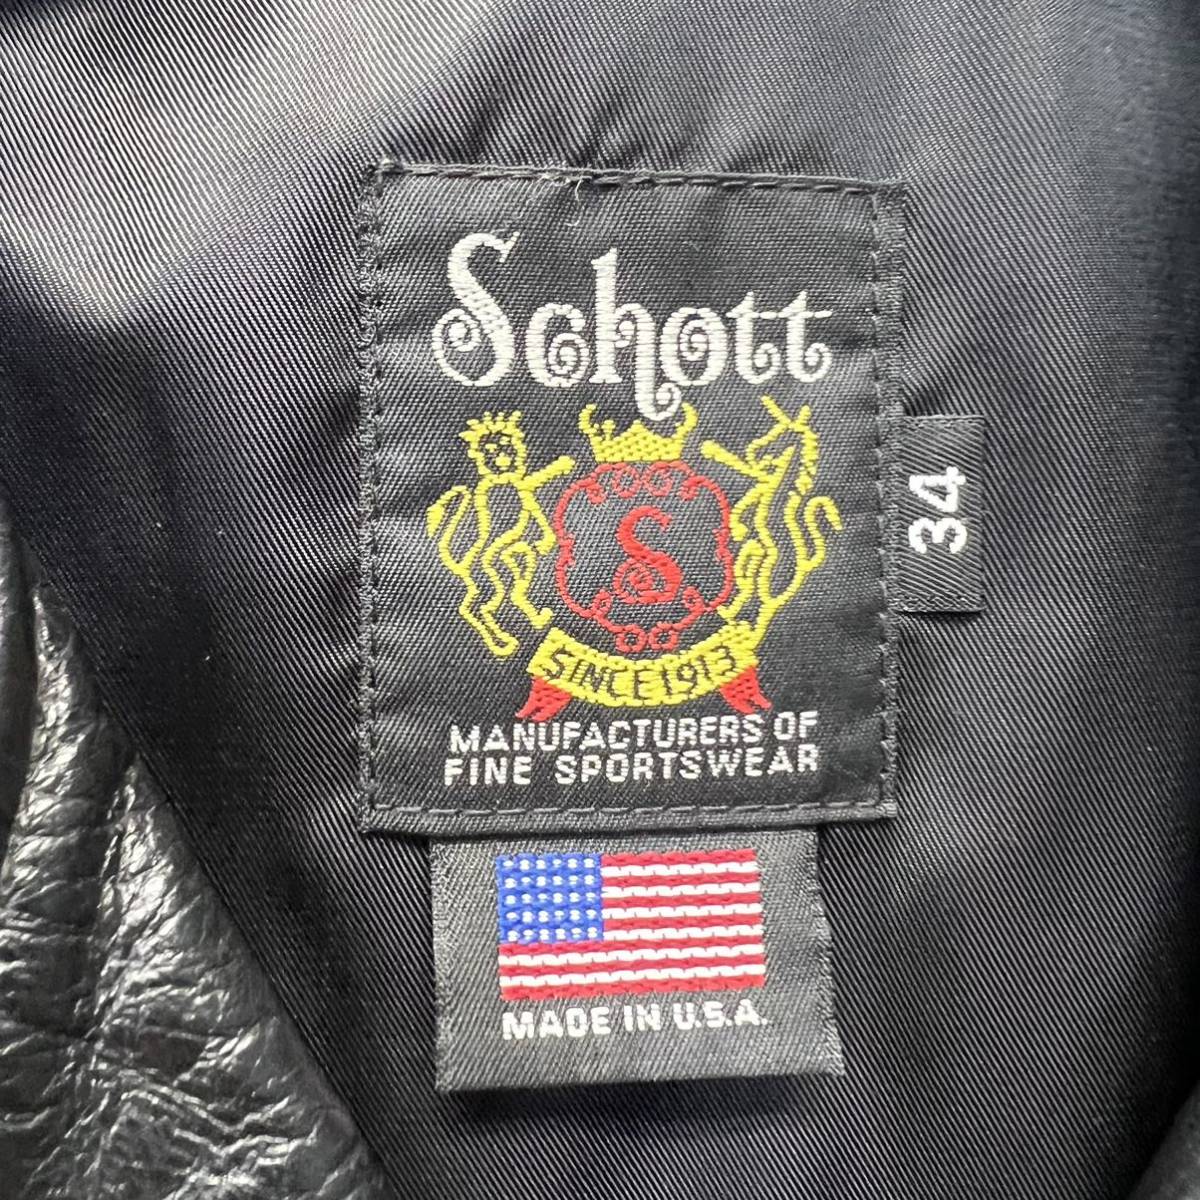 Schott
S
SINCE 1913
MANUFACTURERS OF
FINE SPORTSWEAR
34
MADE IN U.S.A.